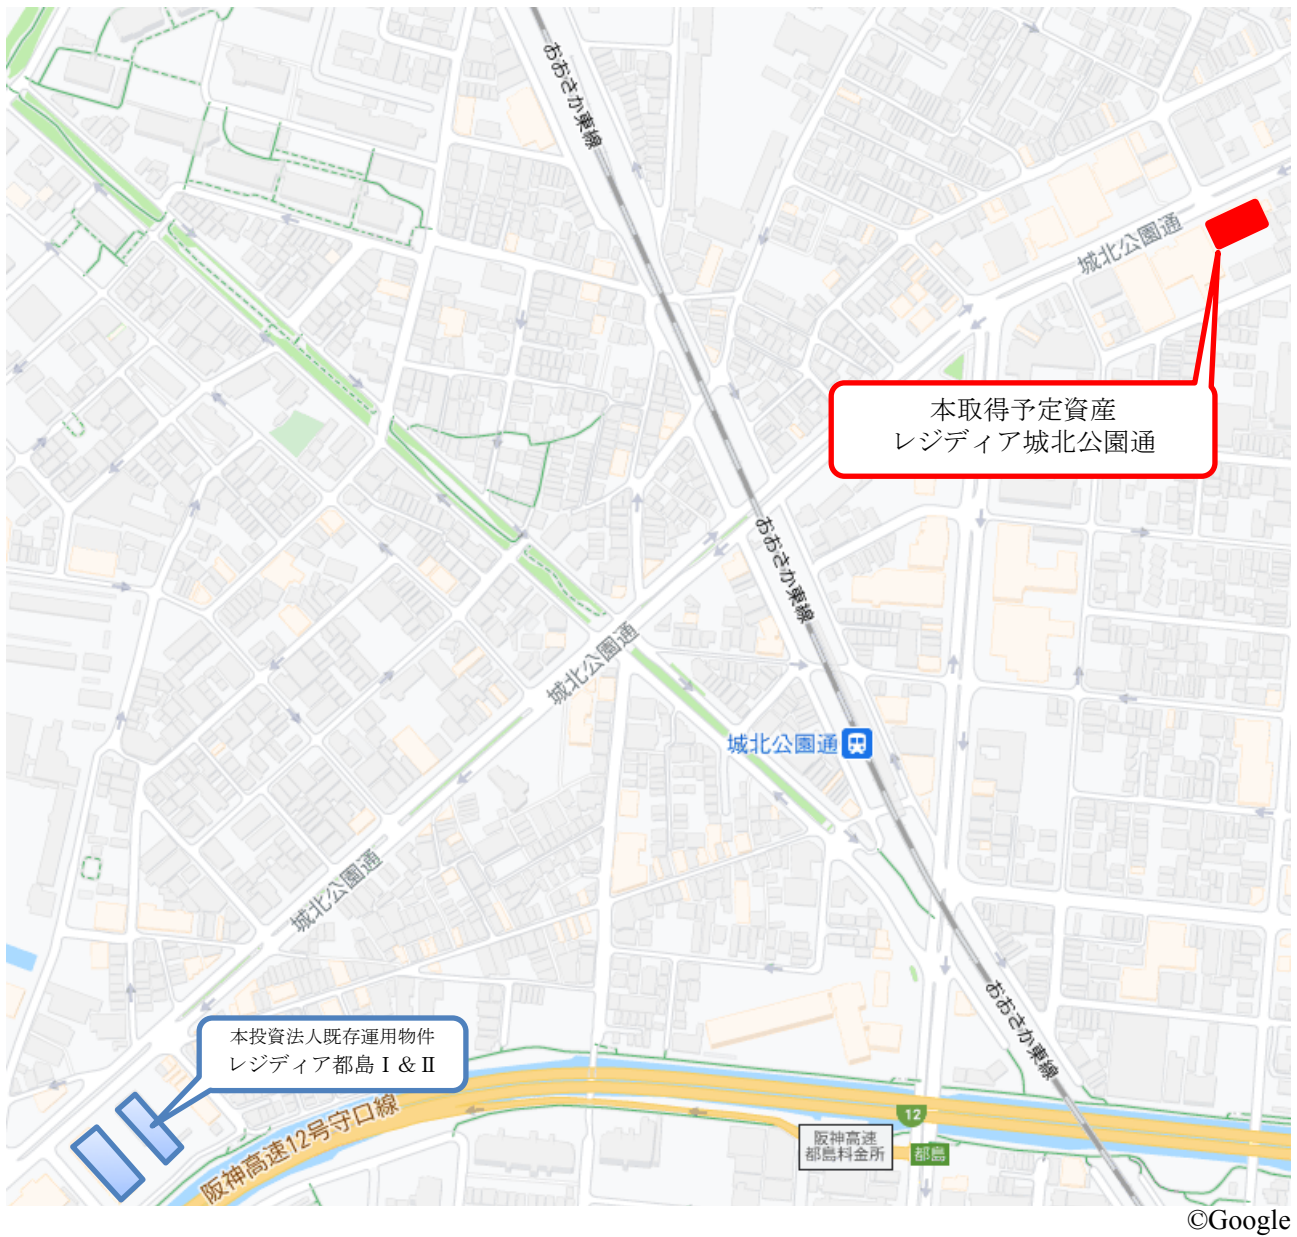 おおさか東線
城北公園通
本取得予定資産
レジディア城北公園通
おおさか東線
城北公園通
城北公園通
城北公園通
おおさか東線
本投資法人既存運用物件
レジディア都島Ⅰ&Ⅱ
阪神高速12号守口線
12
阪神高速
都島料金所
都島
©Google